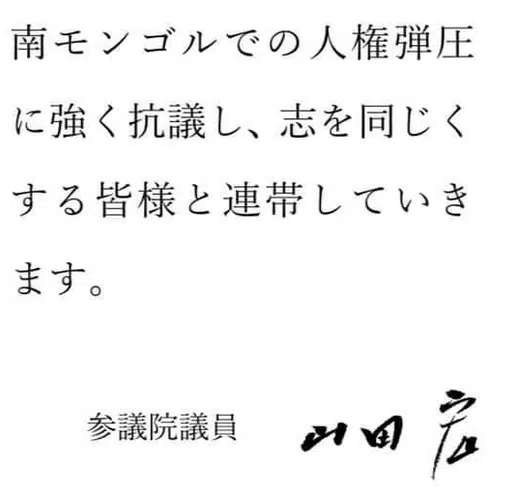 南モンゴルでの人権弾圧
に強く抗議し、志を同じく
する皆様と連帯していき
ます。
参議院議員 山田宏